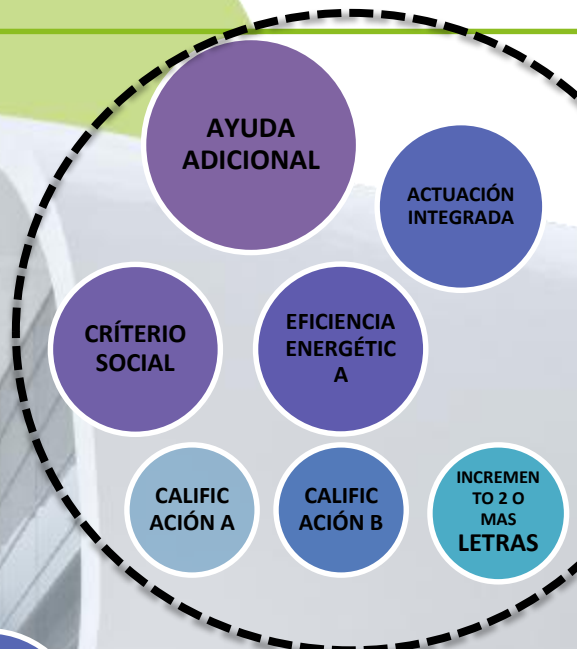 AYUDA
ADICIONAL
ACTUACIÓN
INTEGRADA
CRÍTERIO
SOCIAL
EFICIENCIA
ENERGÉTIC
A
CALIFIC
ACIÓN A
CALIFIC
ACIÓN B
INCREMEN
TO 2 O
MAS
LETRAS